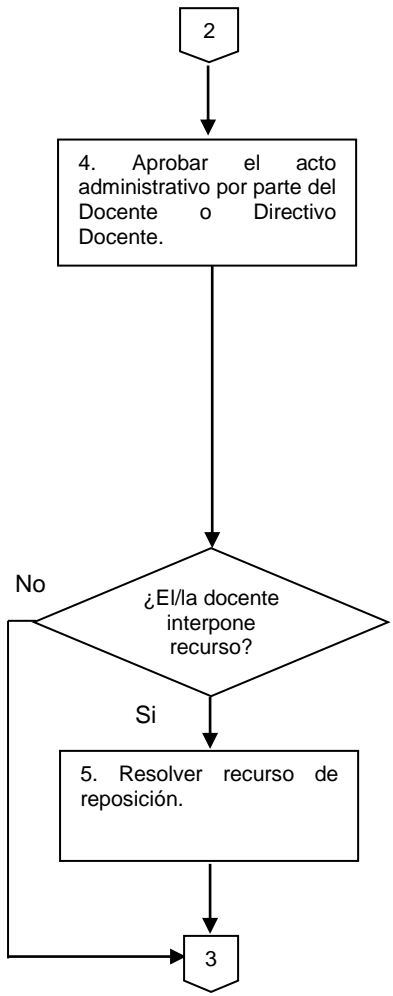 2
4. Aprobar el acto
administrativo por parte del
Docente o Directivo
Docente.
No
¿El/la docente
interpone
recurso?
Si
5. Resolver recurso de
reposición.
3